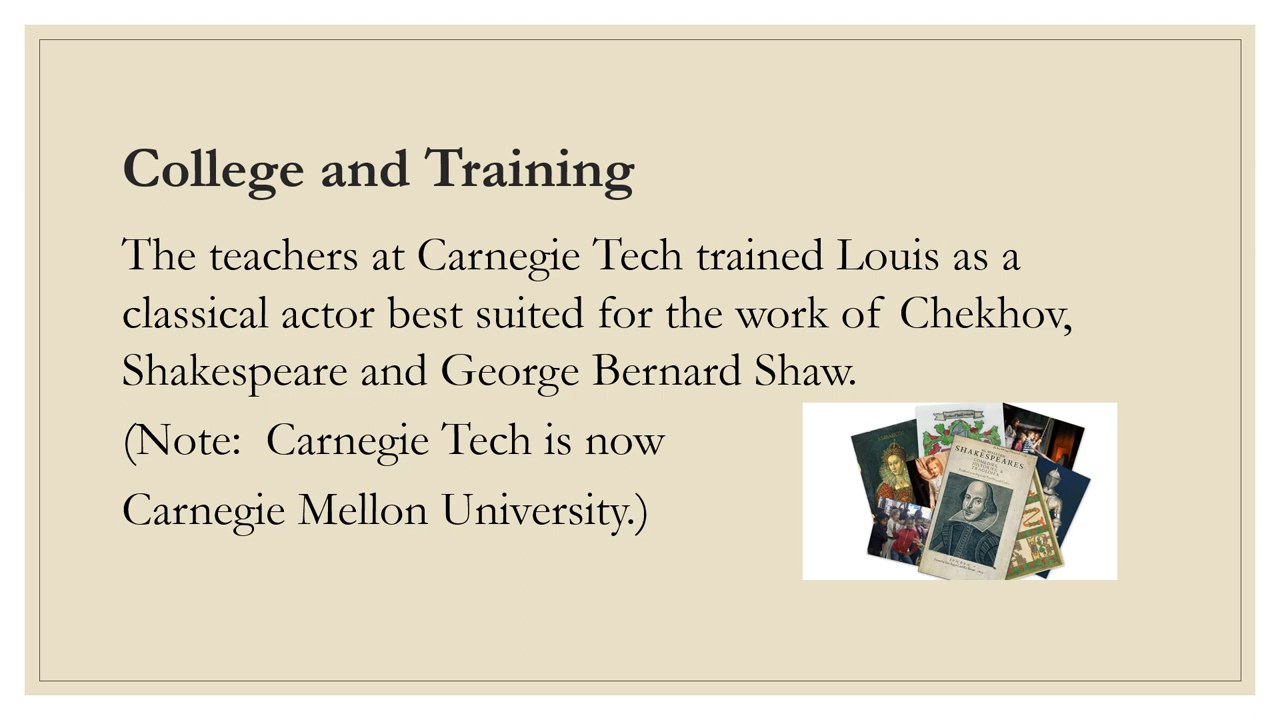 College and Training
The teachers at Carnegie Tech trained Louis as a
classical actor best suited for the work of Chekhov,
Shakespeare and George Bernard Shaw.
(Note:  Carnegie Tech is now
Carnegie Mellon University.)
SHAKESPEARES